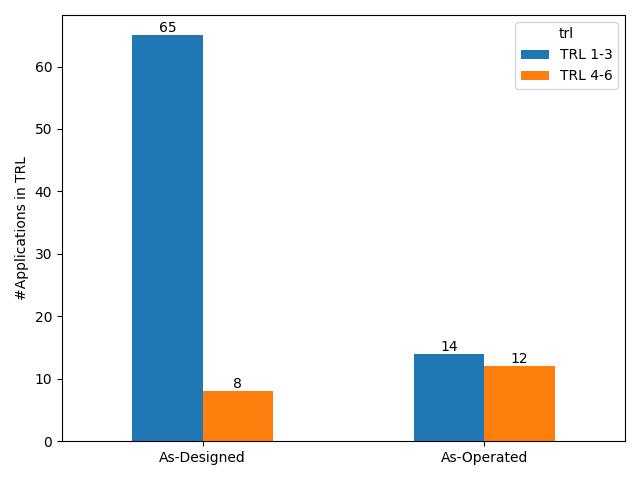 65
8
14
12
trl
TRL 1-3
TRL 4-6
#Applications in TRL
60
50
40
30
20
10
0
As-Designed
As-Operated